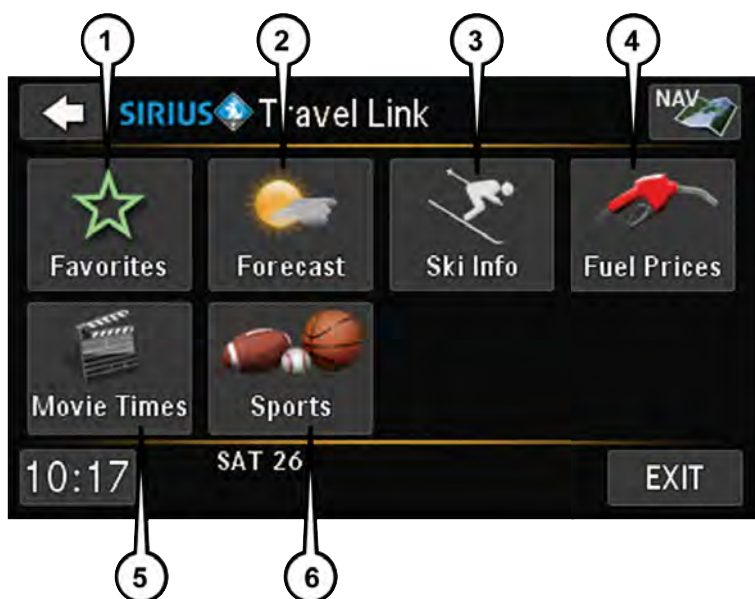 1 2 3 4
SIRIUS Travel Link
NAV
Favorites Forecast Ski Info Fuel Prices
Movie Times Sports
10:17 SAT 26 EXIT
5 6